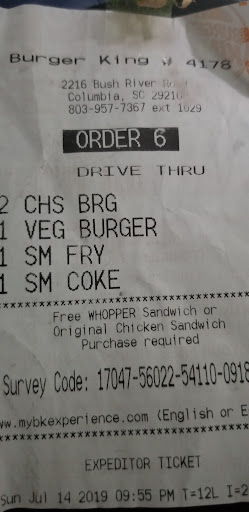 Burger King # 4178
2216 Bush River Road
Columbia, SC 29210
803-957-7367 ext 1029
ORDER 6
DRIVE THRU
2 CHS BRG
1 VEG BURGER
1 SM FRY
1 SM COKE
Free WHOPPER Sandwich or
Original Chicken Sandwich
Purchase required
Survey Code: 17047-56022-54110-0918
www.mybkexperience.com (English or E
EXPEDITOR TICKET
Sun Jul 14 2019 09:55 PM T=12L I=2